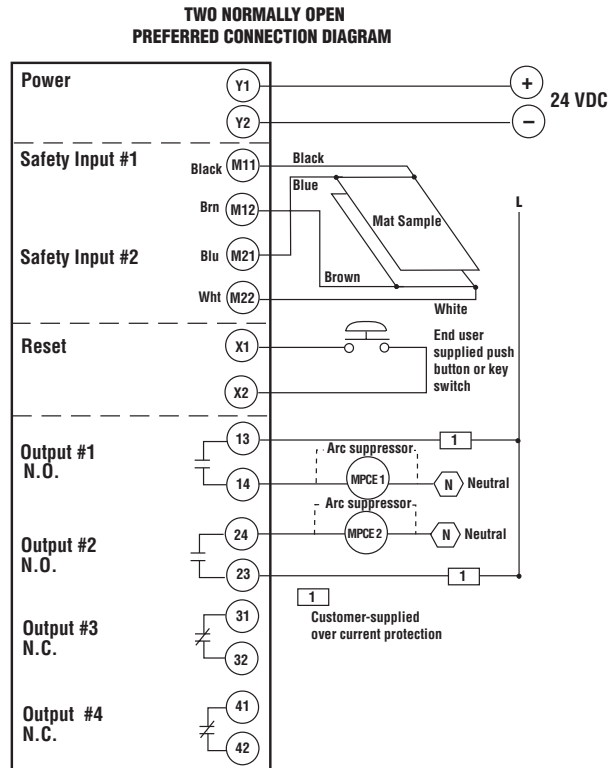 TWO NORMALLY OPEN
PREFERRED CONNECTION DIAGRAM
Power
Y1
+
24 VDC
Y2
−
Safety Input #1
Black
M11
Black
Blue
Brn
M12
Mat Sample
L
Safety Input #2
Blu
M21
Brown
Wht
M22
White
Reset
X1
End user
supplied push
button or key
switch
X2
Output #1
N.O.
13
1
Arc suppressor
14
MPCE 1
N
Neutral
Arc suppressor
Output #2
N.O.
24
MPCE 2
N
Neutral
23
1
1
Customer-supplied
over current protection
Output #3
N.C.
31
32
Output #4
N.C.
41
42